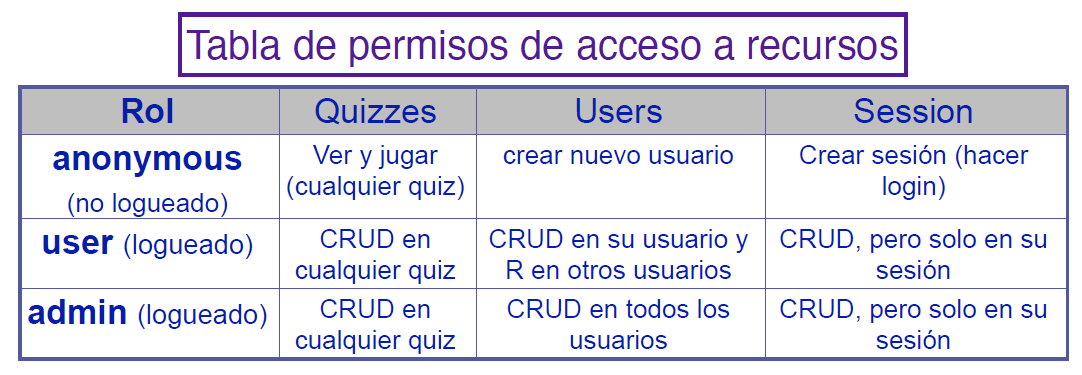 Tabla de permisos de acceso a recursos
Rol Quizzes Users Session
anonymous
(no logueado)
Ver y jugar
(cualquier quiz)
crear nuevo usuario
Crear sesión (hacer
login)
user (logueado)
CRUD en
cualquier quiz
CRUD en su usuario y
R en otros usuarios
CRUD, pero solo en su
sesión
admin (logueado)
CRUD en
cualquier quiz
CRUD en todos los
usuarios
CRUD, pero solo en su
sesión